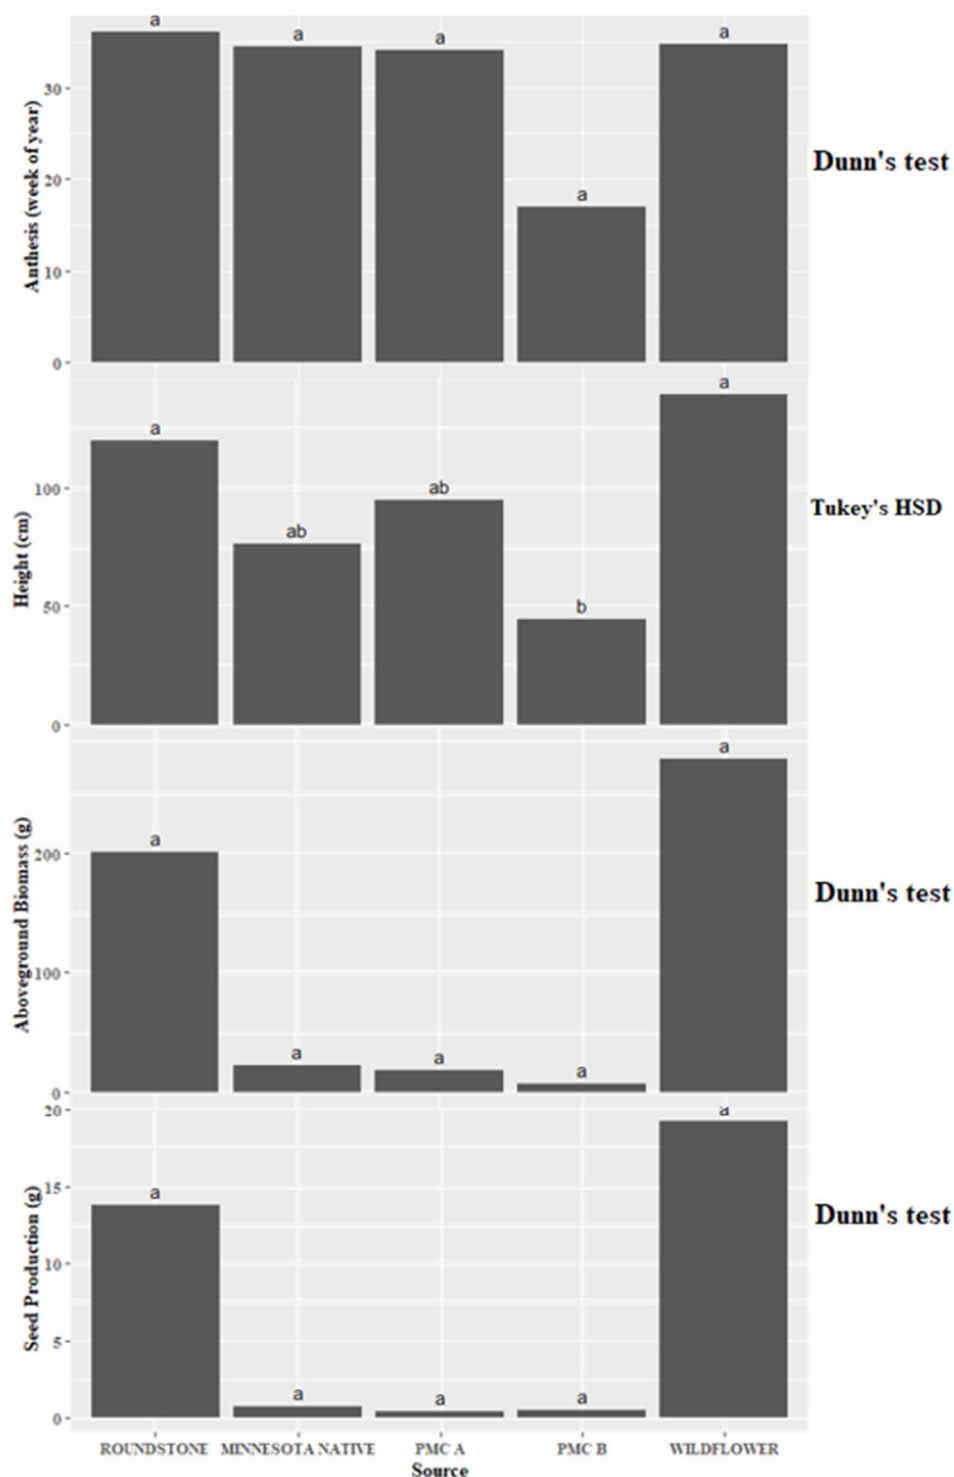 a
a
a
a
a
30
20
10
0
Anthesis (week of year)
Dunn's test
a
ab
ab
b
a
100
50
0
Height (cm)
Tukey's HSD
a
a
a
a
a
200
100
0
Aboveground Biomass (g)
Dunn's test
a
a
a
a
a
20
15
10
5
0
Seed Production (g)
Dunn's test
ROUNDSTONE MINNESOTA NATIVE PMC A PMC B WILDFLOWER
Source